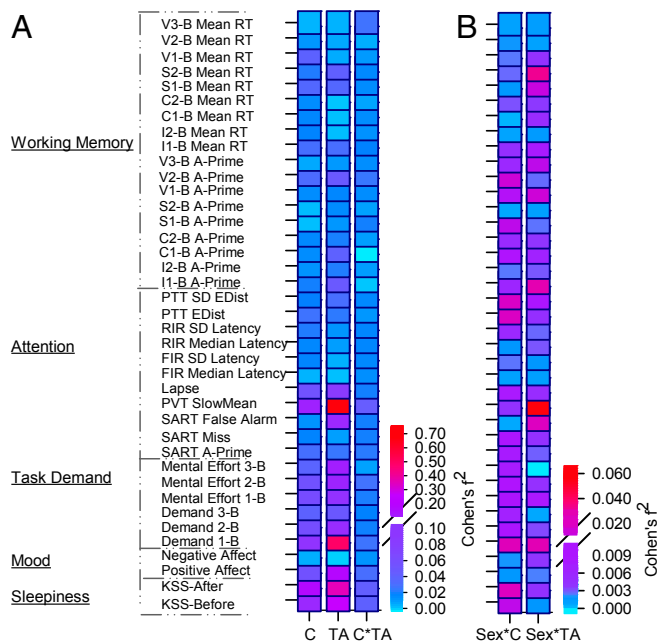 A
B
Working Memory
V3-B Mean RT
V2-B Mean RT
V1-B Mean RT
S2-B Mean RT
S1-B Mean RT
C2-B Mean RT
C1-B Mean RT
I2-B Mean RT
I1-B Mean RT
V3-B A-Prime
V2-B A-Prime
V1-B A-Prime
S2-B A-Prime
S1-B A-Prime
C2-B A-Prime
C1-B A-Prime
I2-B A-Prime
I1-B A-Prime
Attention
PTT SD EDist
PTT EDist
RIR SD Latency
RIR Median Latency
FIR SD Latency
FIR Median Latency
Lapse
PVT SlowMean
SART False Alarm
SART Miss
SART A-Prime
Task Demand
Mental Effort 3-B
Mental Effort 2-B
Mental Effort 1-B
Demand 3-B
Demand 2-B
Demand 1-B
Mood
Negative Affect
Positive Affect
Sleepiness
KSS-After
KSS-Before
C TA C*TA
0.70
0.60
0.50
0.40
0.30
0.20
0.10
0.08
0.06
0.04
0.02
0.00
Cohen's f²
Sex*C Sex*TA
0.060
0.040
0.020
0.009
0.006
0.003
0.000
Cohen's f²